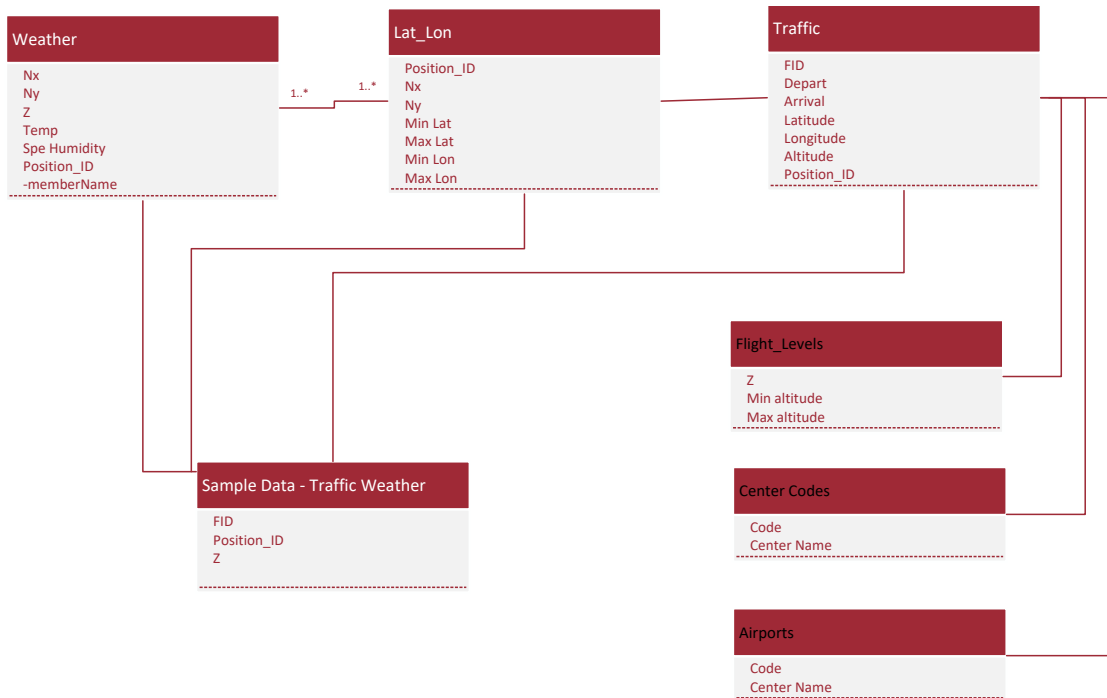 Weather
Nx
Ny
Z
Temp
Spe Humidity
Position_ID
-memberName
1..*
1..*
Lat_Lon
Position_ID
Nx
Ny
Min Lat
Max Lat
Min Lon
Max Lon
Traffic
FID
Depart
Arrival
Latitude
Longitude
Altitude
Position_ID
Flight_Levels
Z
Min altitude
Max altitude
Sample Data - Traffic Weather
FID
Position_ID
Z
Center Codes
Code
Center Name
Airports
Code
Center Name